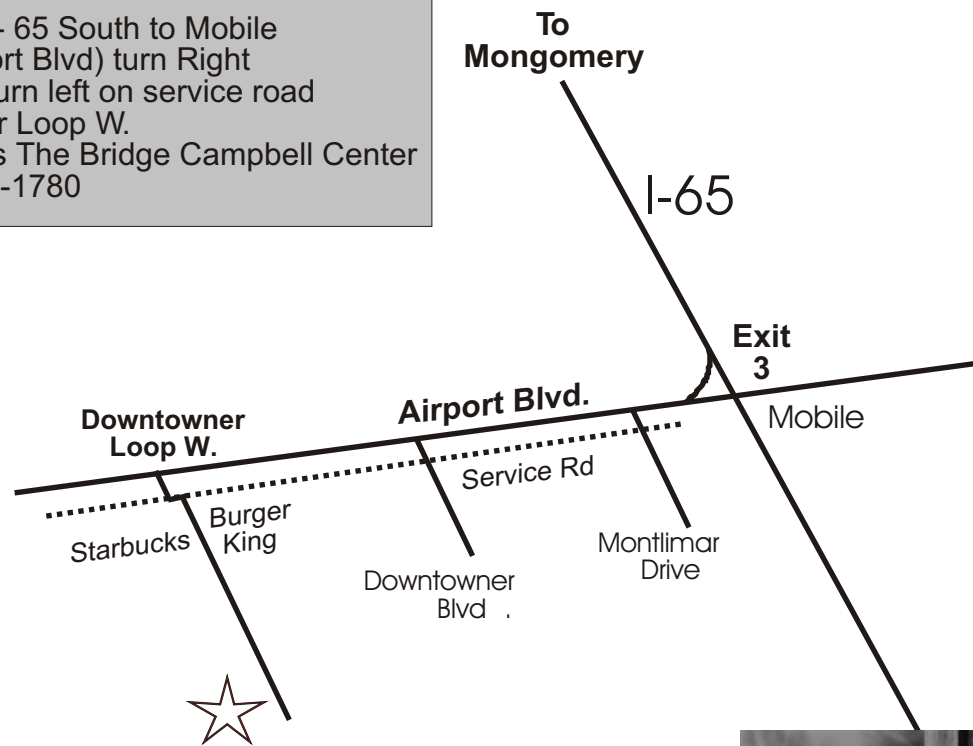 - 65 South to Mobile
ort Blvd) turn Right
urn left on service road
r Loop W.
s The Bridge Campbell Center
-1780
To
Mongomery
I-65
Exit
3
Mobile
Airport Blvd.
Downtowner
Loop W.
Service Rd
Burger
King
Starbucks
Montlimar
Drive
Downtowner
Blvd .